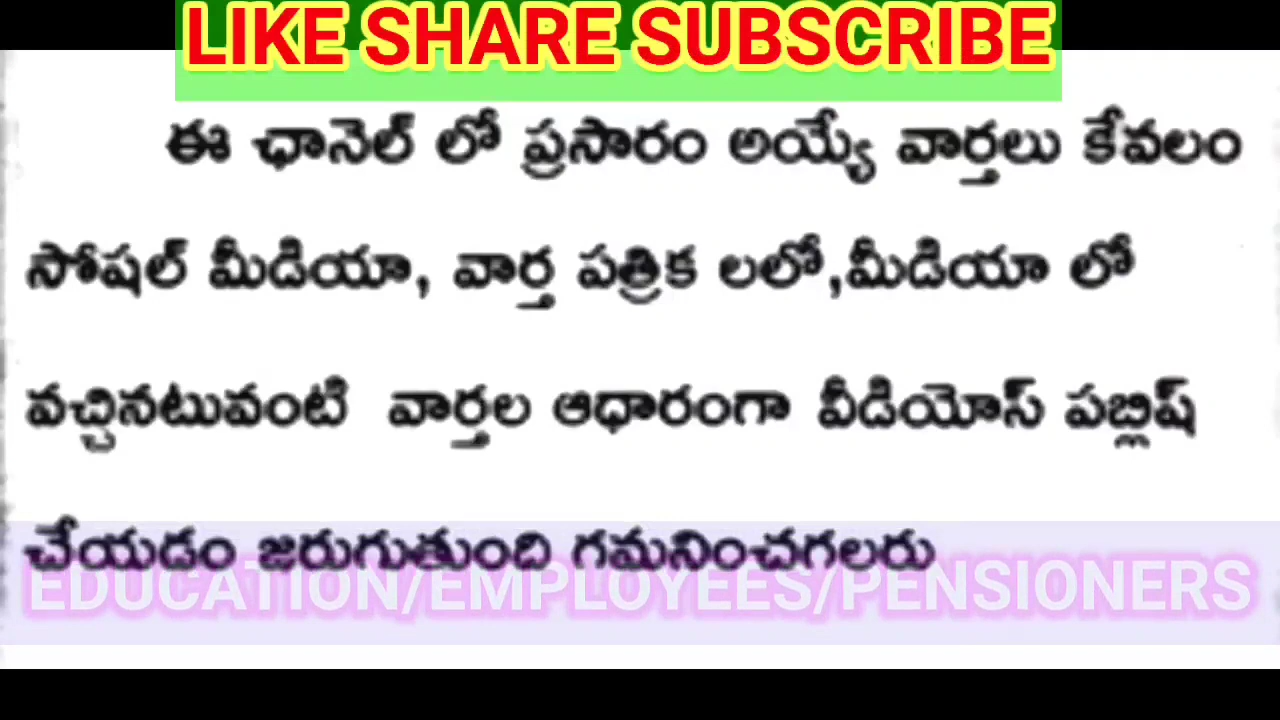 LIKE SHARE SUBSCRIBE
ఈ ఛానెల్ లో ప్రసారం అయ్యే వార్తలు కేవలం
సోషల్ మీడియా, వార్త పత్రిక లలో,మీడియా లో
వచ్చినటువంటి వార్తల ఆధారంగా వీడియోస్ పబ్లిష్
చేయడం జరుగుతుంది గమనించగలరు
EDUCATION/EMPLOYEES/PENSIONERS